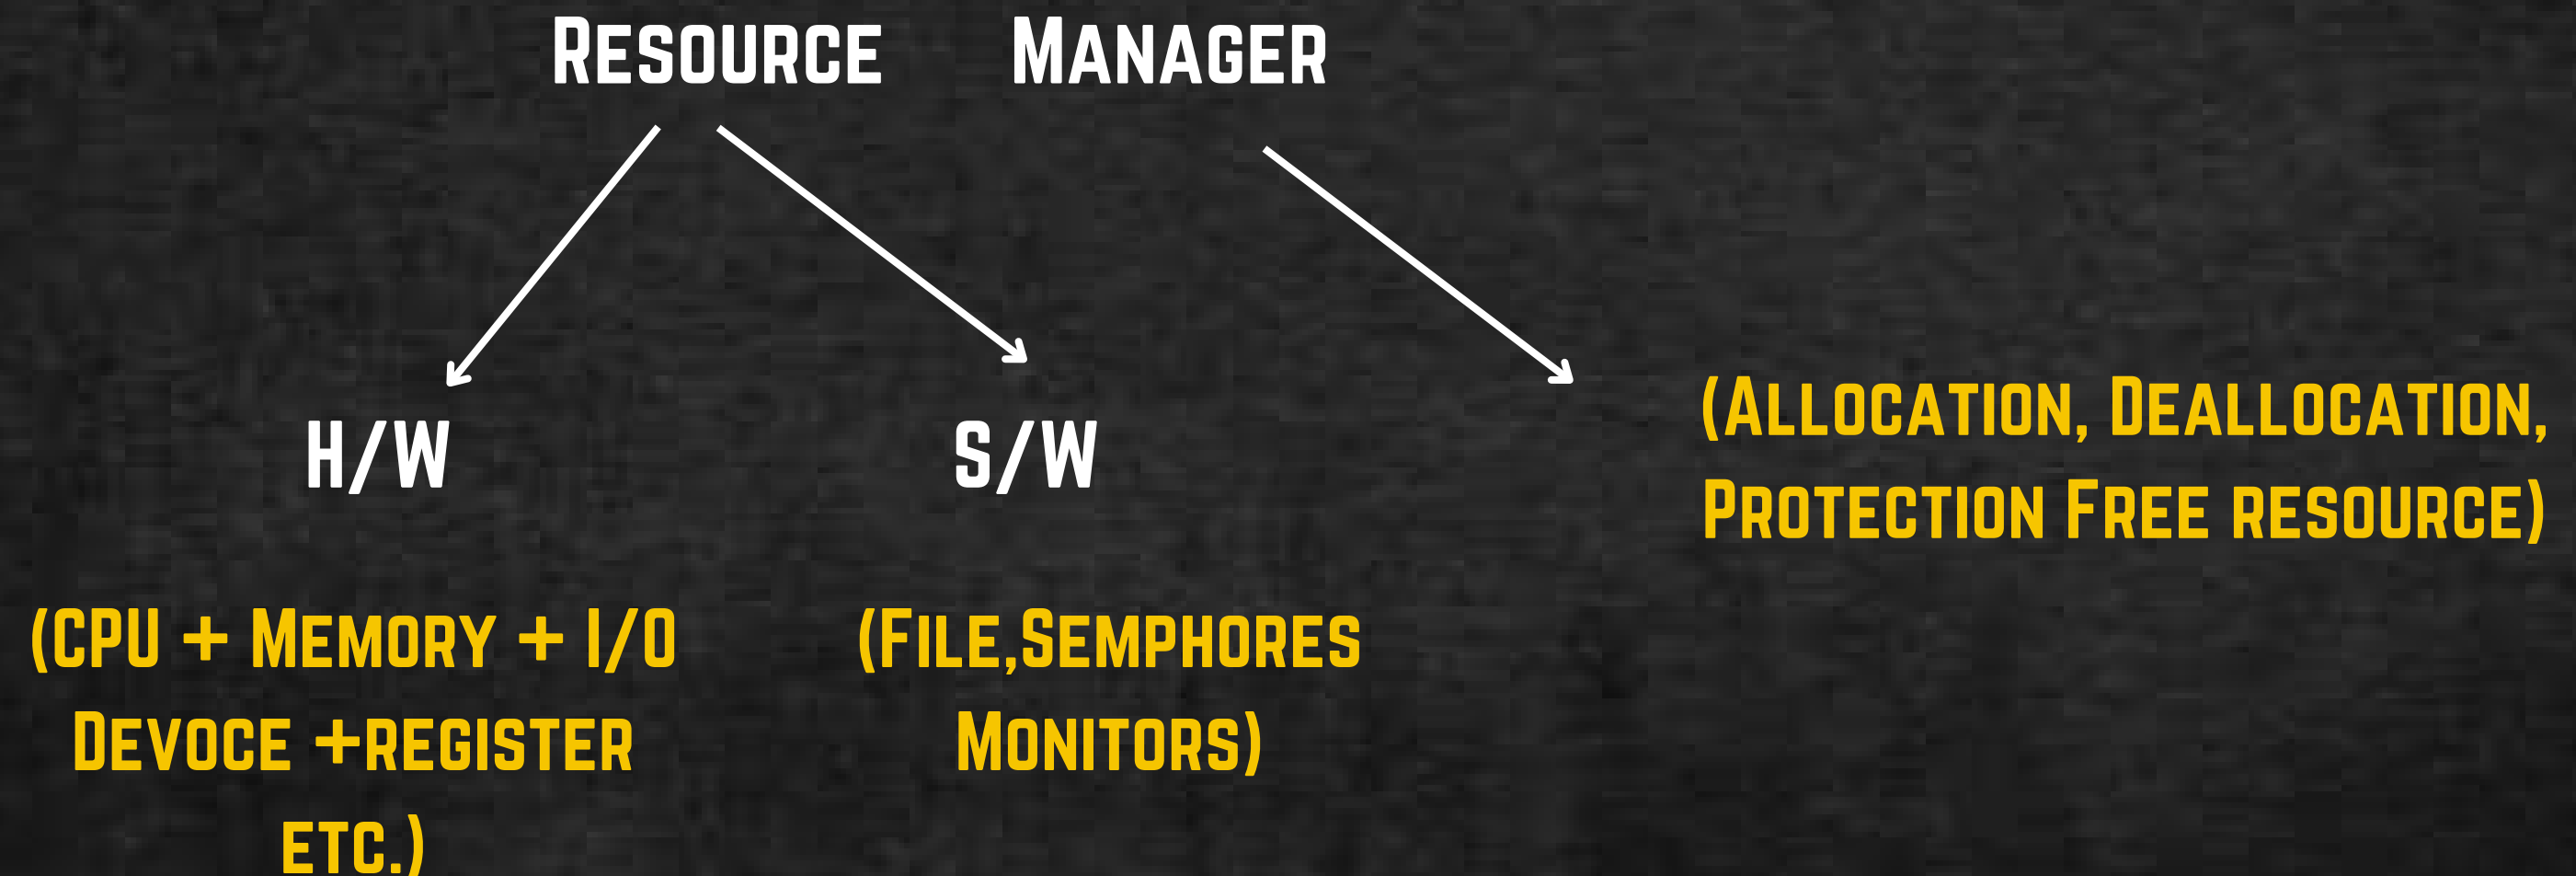 Resource Manager
H/W
S/W
(Allocation, Deallocation,
Protection Free resource)
(CPU + Memory + I/O
Devoce +register
etc.)
(File,Semphores
Monitors)